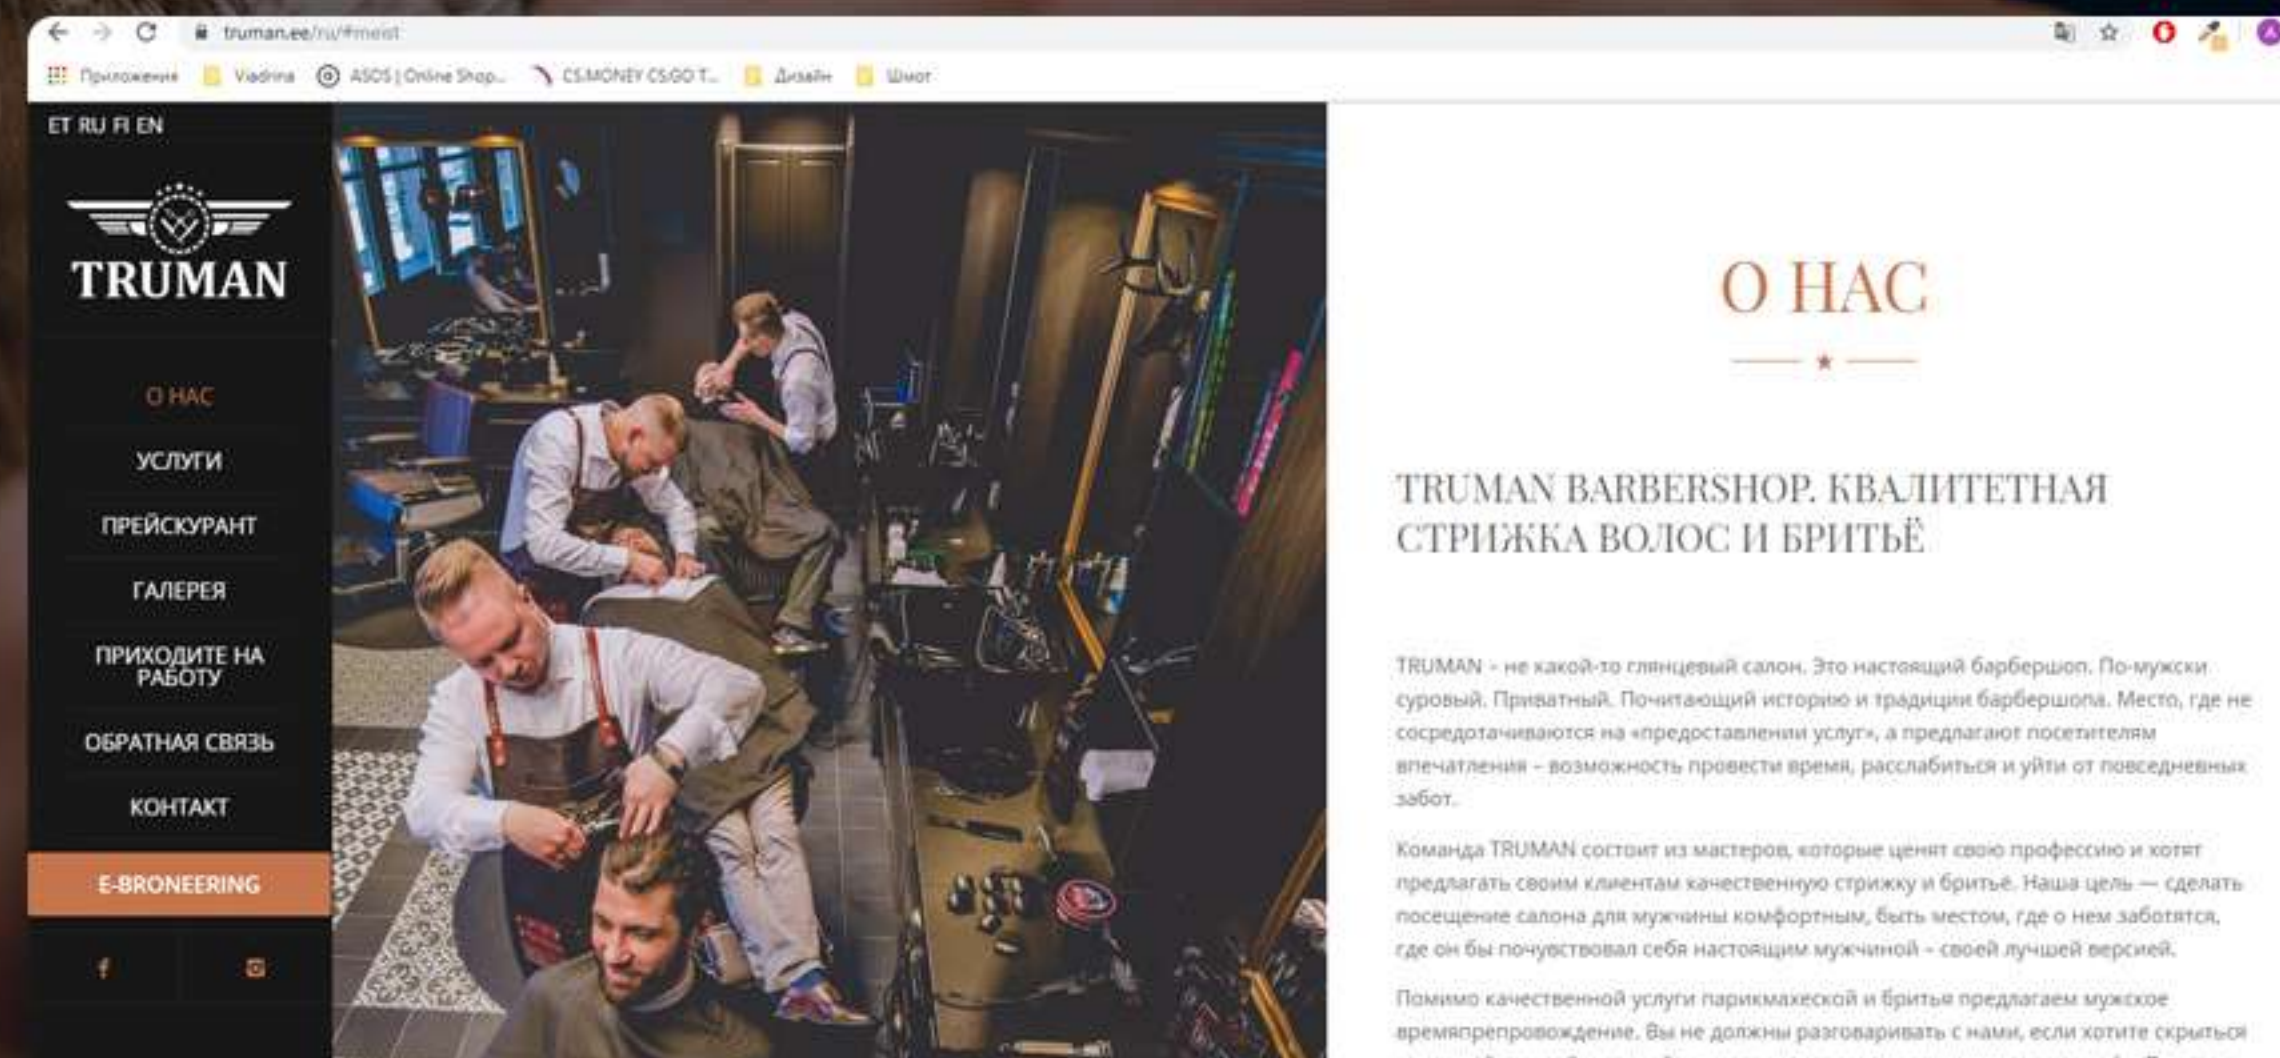 truman.ee/ru/#meist
Приложения Viadrina ASOS | Online Shop... CS.MONEY CS:GO T... Дизайн Шмот
ET RU FI EN
TRUMAN
О НАС
УСЛУГИ
ПРЕЙСКУРАНТ
ГАЛЕРЕЯ
ПРИХОДИТЕ НА
РАБОТУ
ОБРАТНАЯ СВЯЗЬ
КОНТАКТ
E-BRONEERING
О НАС
TRUMAN BARBERSHOP. КВАЛИТЕТНАЯ
СТРИЖКА ВОЛОС И БРИТЬЁ
TRUMAN – не какой-то глянцевый салон. Это настоящий барбершоп. По-мужски
суровый. Приватный. Почитающий историю и традиции барбершопа. Место, где не
сосредотачиваются на «предоставлении услуг», а предлагают посетителям
впечатления – возможность провести время, расслабиться и уйти от повседневных
забот.
Команда TRUMAN состоит из мастеров, которые ценят свою профессию и хотят
предлагать своим клиентам качественную стрижку и бритьё. Наша цель — сделать
посещение салона для мужчины комфортным, быть местом, где о нем заботятся,
где он бы почувствовал себя настоящим мужчиной – своей лучшей версией.
Помимо качественной услуги парикмахеской и бритья предлагаем мужское
времяпрепровождение. Вы не должны разговаривать с нами, если хотите скрыться